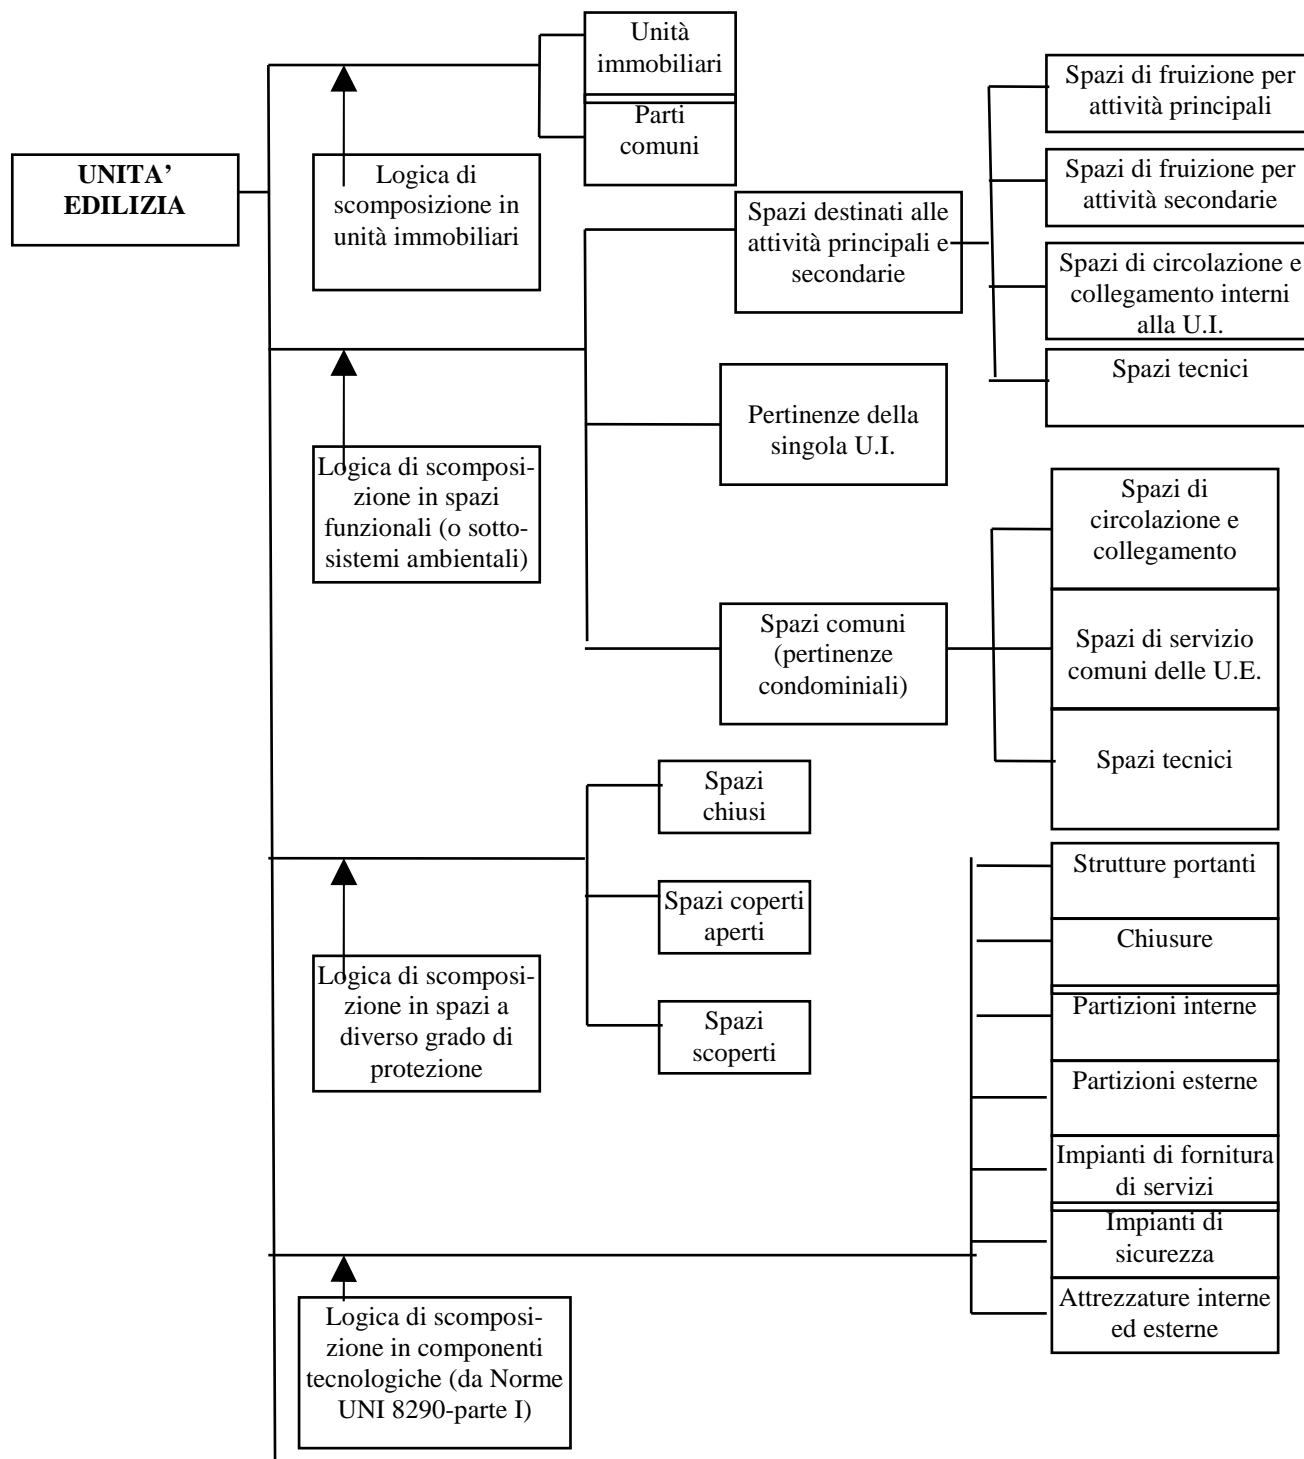 UNITA’
EDILIZIA
Logica di
scomposizione in
unità immobiliari
Unità
immobiliari
Parti
comuni
Logica di scomposi-
zione in spazi
funzionali (o sotto-
sistemi ambientali)
Spazi destinati alle
attività principali e
secondarie
Spazi di fruizione per
attività principali
Spazi di fruizione per
attività secondarie
Spazi di circolazione e
collegamento interni
alla U.I.
Spazi tecnici
Pertinenze della
singola U.I.
Spazi comuni
(pertinenze
condominiali)
Spazi di
circolazione e
collegamento
Spazi di servizio
comuni delle U.E.
Spazi tecnici
Logica di scomposi-
zione in spazi a
diverso grado di
protezione
Spazi
chiusi
Spazi coperti
aperti
Spazi
scoperti
Logica di scomposi-
zione in componenti
tecnologiche (da Norme
UNI 8290-parte I)
Strutture portanti
Chiusure
Partizioni interne
Partizioni esterne
Impianti di fornitura
di servizi
Impianti di
sicurezza
Attrezzature interne
ed esterne